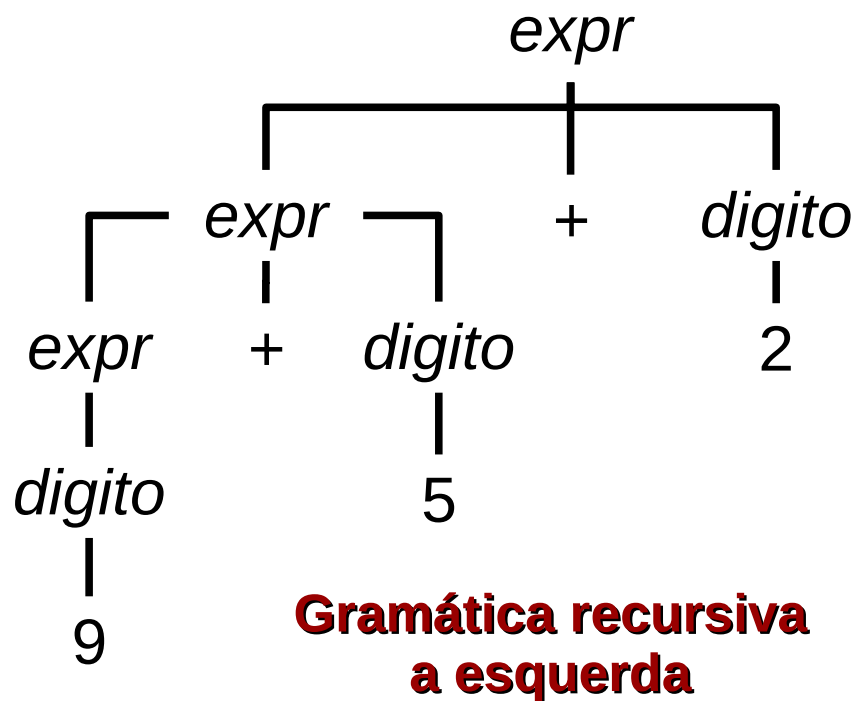 expr
expr + digito
expr + digito 2
digito 5
9
Gramática recursiva
a esquerda